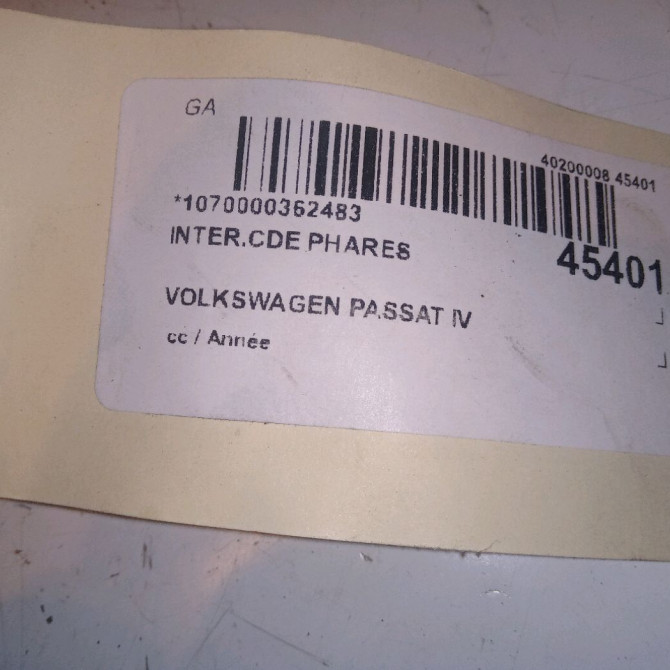 GA
40200008 45401
*1070000362483
INTER.CDE PHARES
45401
VOLKSWAGEN PASSAT IV
cc / Année